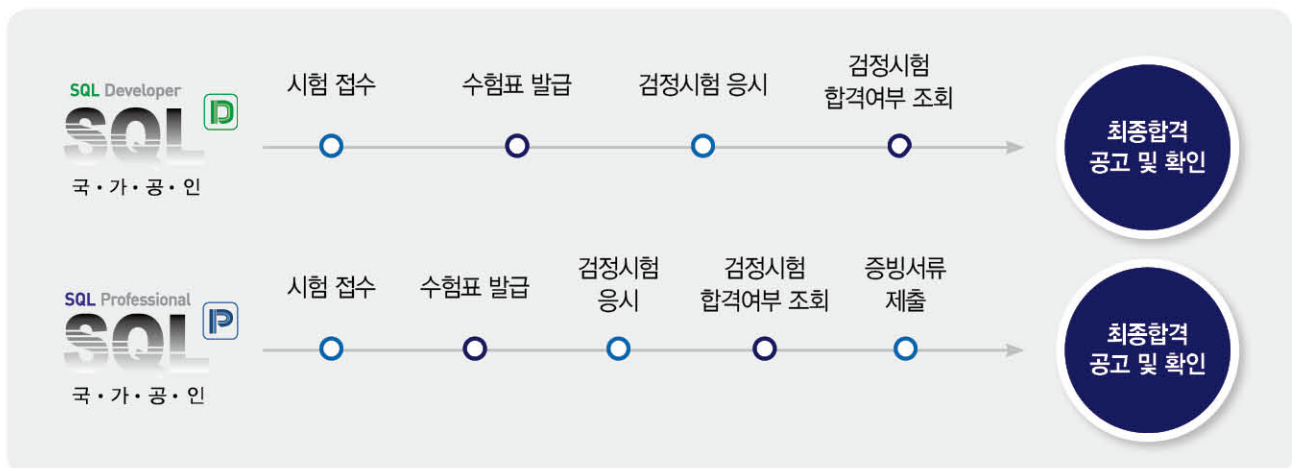 SQL Developer
SQL D
국·가·공·인
시험 접수
수험표 발급
검정시험 응시
검정시험
합격여부 조회
최종합격
공고 및 확인
SQL Professional
SQL P
국·가·공·인
시험 접수
수험표 발급
검정시험
응시
검정시험
합격여부 조회
증빙서류
제출
최종합격
공고 및 확인